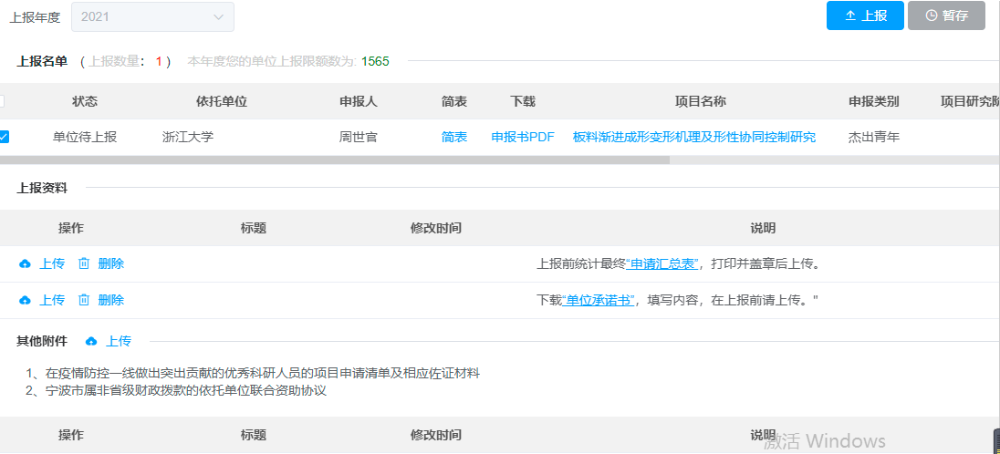 上报年度 2021 上报 暂存
上报名单 ( 上报数量: 1 ) 本年度您的单位上报限额数为: 1565
状态 依托单位 申报人 简表 下载 项目名称 申报类别 项目研究
单位待上报 浙江大学 周世官 简表 申报书PDF 板料渐进成形变形机理及形性协同控制研究 杰出青年
上报资料
操作 标题 修改时间 说明
上传 删除 上报前统计最终“申请汇总表”，打印并盖章后上传。
上传 删除 下载“单位承诺书”，填写内容，在上报前请上传。"
其他附件 上传
1、在疫情防控一线做出突出贡献的优秀科研人员的项目申请清单及相应佐证材料
2、宁波市属非省级财政拨款的依托单位联合资助协议
操作 标题 修改时间 说明
激活 Windows